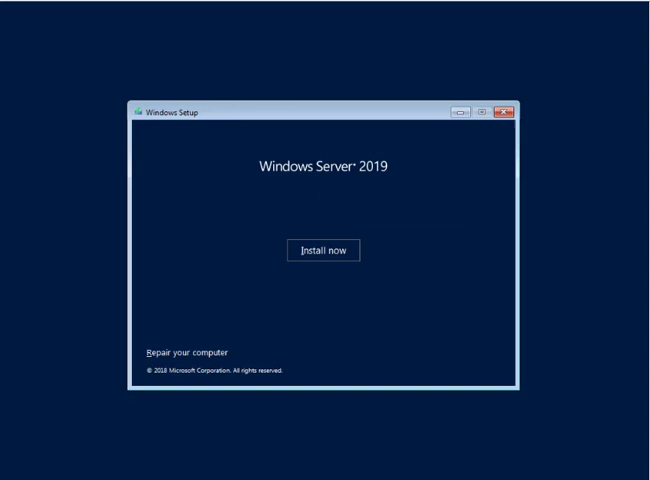 Windows Setup
Windows Server® 2019
Install now
Repair your computer
© 2018 Microsoft Corporation. All rights reserved.